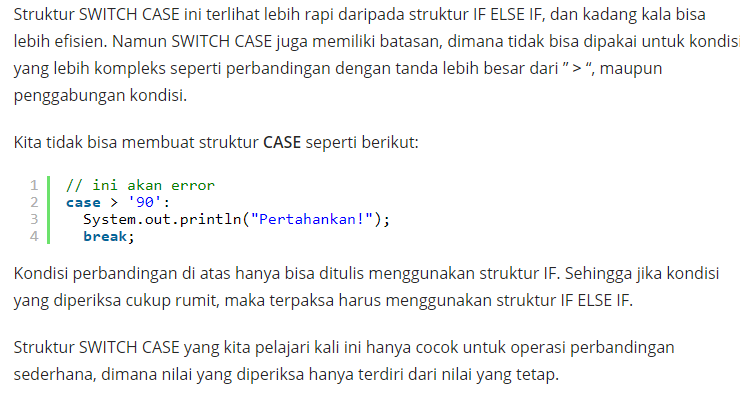 Struktur SWITCH CASE ini terlihat lebih rapi daripada struktur IF ELSE IF, dan kadang kala bisa
lebih efisien. Namun SWITCH CASE juga memiliki batasan, dimana tidak bisa dipakai untuk kondisi
yang lebih kompleks seperti perbandingan dengan tanda lebih besar dari ” > “, maupun
penggabungan kondisi.
Kita tidak bisa membuat struktur CASE seperti berikut:
1 // ini akan error
2 case > '90':
3 System.out.println("Pertahankan!");
4 break;
Kondisi perbandingan di atas hanya bisa ditulis menggunakan struktur IF. Sehingga jika kondisi
yang diperiksa cukup rumit, maka terpaksa harus menggunakan struktur IF ELSE IF.
Struktur SWITCH CASE yang kita pelajari kali ini hanya cocok untuk operasi perbandingan
sederhana, dimana nilai yang diperiksa hanya terdiri dari nilai yang tetap.